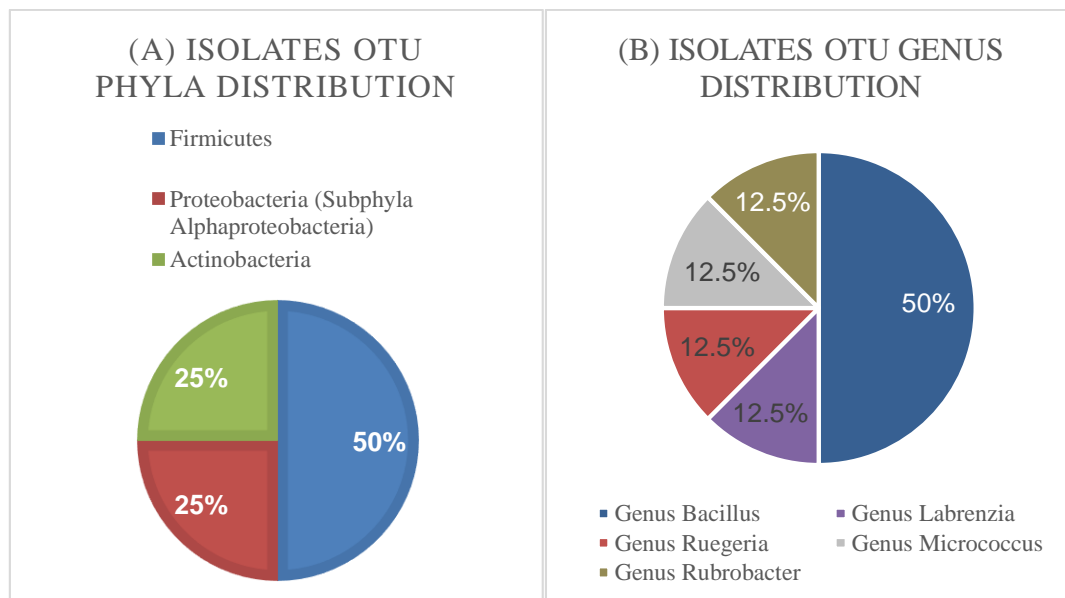 (A) ISOLATES OTU
PHYLA DISTRIBUTION
Firmicutes
Proteobacteria (Subphyla
Alphaproteobacteria)
Actinobacteria
25%
50%
25%
(B) ISOLATES OTU GENUS
DISTRIBUTION
12.5%
12.5%
50%
12.5%
12.5%
Genus Bacillus
Genus Labrenzia
Genus Ruegeria
Genus Micrococcus
Genus Rubrobacter